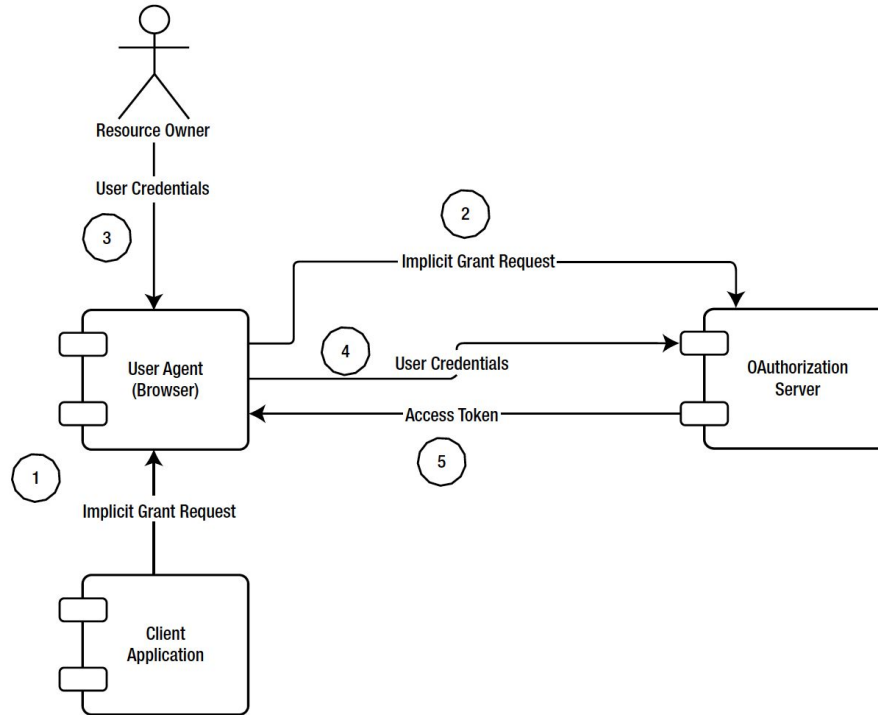 Resource Owner
User Credentials
3
2
Implicit Grant Request
User Agent
(Browser)
4
User Credentials
OAuthorization
Server
Access Token
5
1
Implicit Grant Request
Client
Application